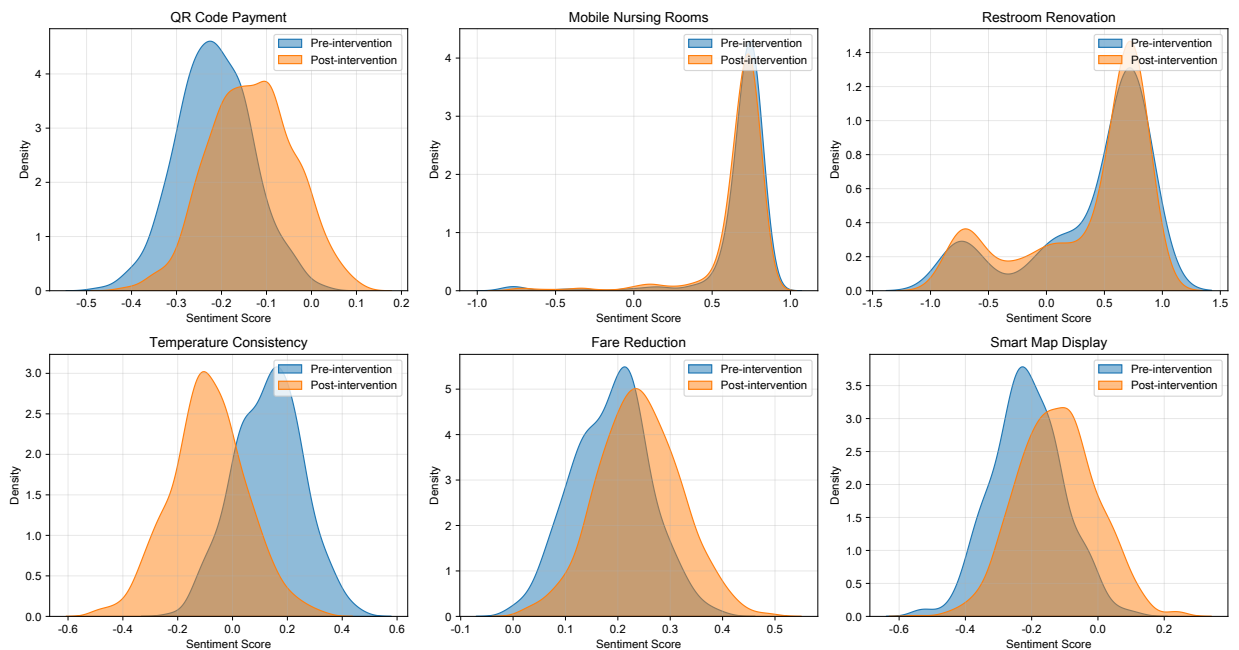 QR Code Payment
Pre-intervention
Post-intervention
Density
0
1
2
3
4
-0.5
-0.4
-0.3
-0.2
-0.1
0.0
0.1
0.2
Sentiment Score
Mobile Nursing Rooms
Pre-intervention
Post-intervention
Density
0
1
2
3
4
-1.0
-0.5
0.0
0.5
1.0
Sentiment Score
Restroom Renovation
Pre-intervention
Post-intervention
Density
0.0
0.2
0.4
0.6
0.8
1.0
1.2
1.4
-1.5
-1.0
-0.5
0.0
0.5
1.0
1.5
Sentiment Score
Temperature Consistency
Pre-intervention
Post-intervention
Density
0.0
0.5
1.0
1.5
2.0
2.5
3.0
-0.6
-0.4
-0.2
0.0
0.2
0.4
0.6
Sentiment Score
Fare Reduction
Pre-intervention
Post-intervention
Density
0
1
2
3
4
5
-0.1
0.0
0.1
0.2
0.3
0.4
0.5
Sentiment Score
Smart Map Display
Pre-intervention
Post-intervention
Density
0.0
0.5
1.0
1.5
2.0
2.5
3.0
3.5
-0.6
-0.4
-0.2
0.0
0.2
Sentiment Score